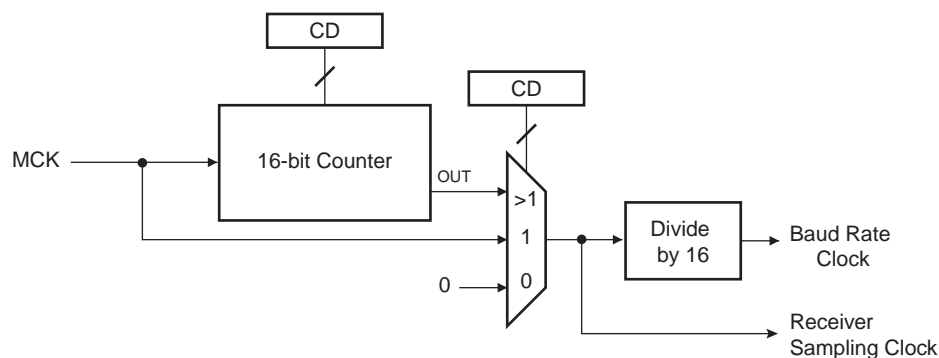 CD
CD
MCK
16-bit Counter
OUT
>1
1
0
0
Divide
by 16
Baud Rate
Clock
Receiver
Sampling Clock